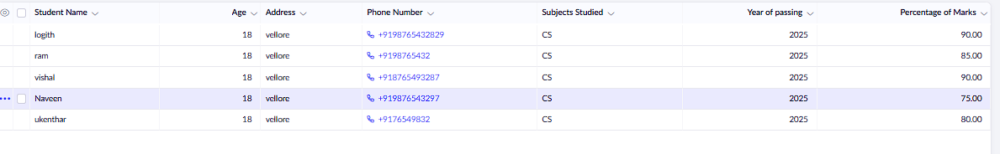 Student Name Age Address Phone Number Subjects Studied Year of passing Percentage of Marks
logith 18 vellore +9198765432829 CS 2025 90.00
ram 18 vellore +9198765432 CS 2025 85.00
vishal 18 vellore +918765493287 CS 2025 90.00
Naveen 18 vellore +919876543297 CS 2025 75.00
ukenthar 18 vellore +9176549832 CS 2025 80.00